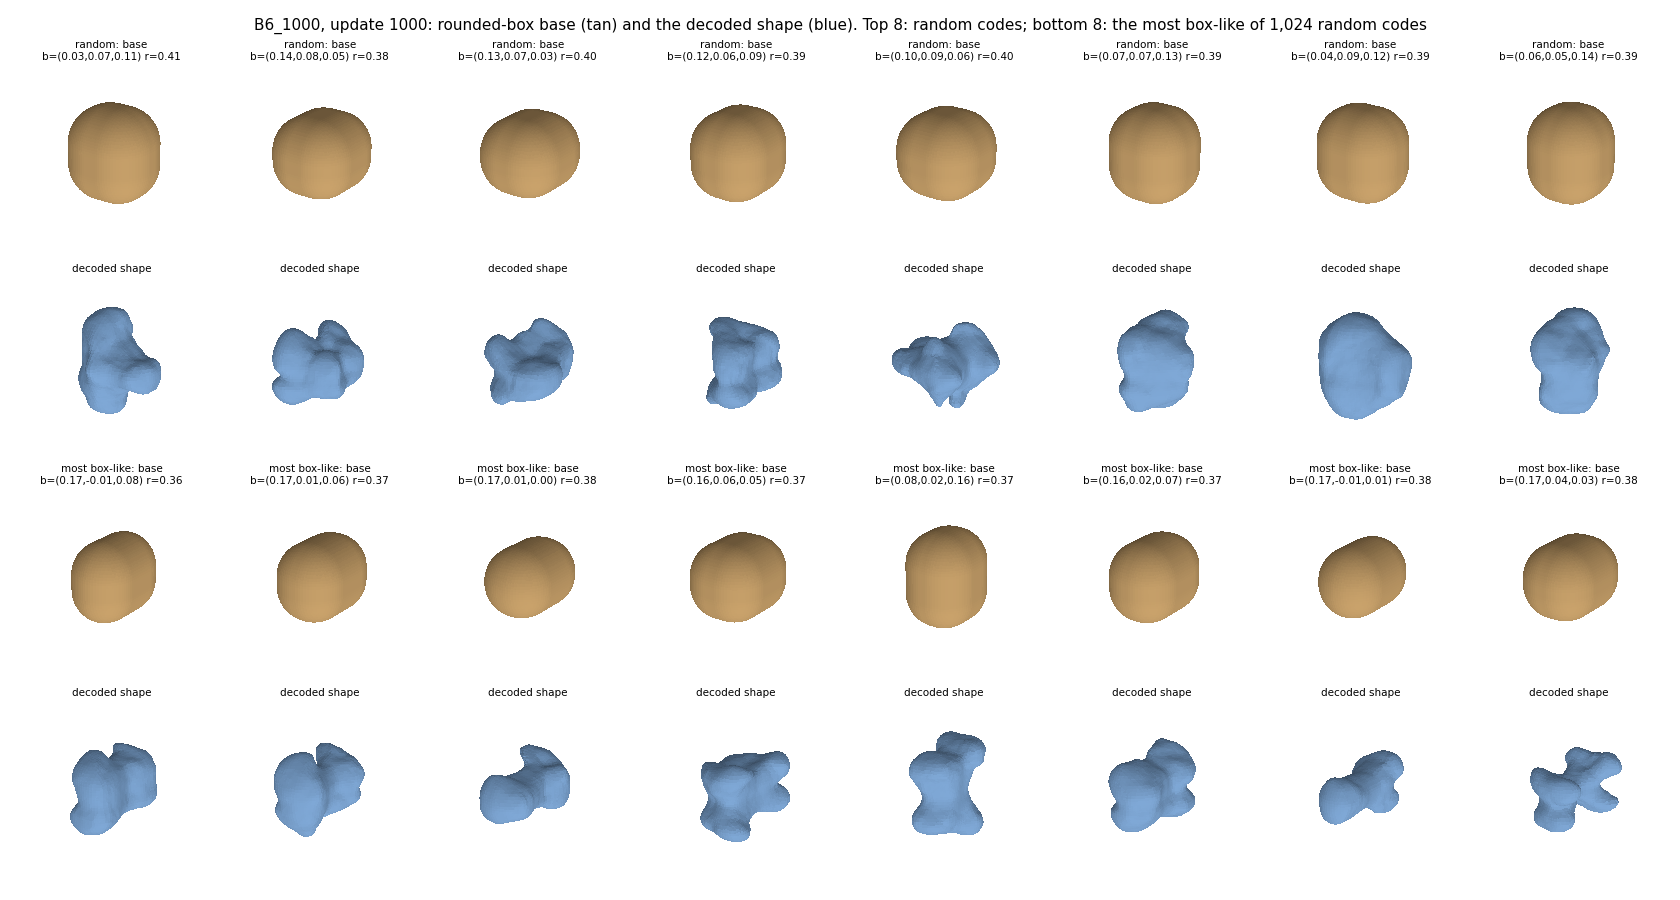 B6_1000, update 1000: rounded-box base (tan) and the decoded shape (blue). Top 8: random codes; bottom 8: the most box-like of 1,024 random codes
random: base
b=(0.03,0.07,0.11) r=0.41
random: base
b=(0.14,0.08,0.05) r=0.38
random: base
b=(0.13,0.07,0.03) r=0.40
random: base
b=(0.12,0.06,0.09) r=0.39
random: base
b=(0.10,0.09,0.06) r=0.40
random: base
b=(0.07,0.07,0.13) r=0.39
random: base
b=(0.04,0.09,0.12) r=0.39
random: base
b=(0.06,0.05,0.14) r=0.39
decoded shape
decoded shape
decoded shape
decoded shape
decoded shape
decoded shape
decoded shape
decoded shape
most box-like: base
b=(0.17,-0.01,0.08) r=0.36
most box-like: base
b=(0.17,0.01,0.06) r=0.37
most box-like: base
b=(0.17,0.01,0.00) r=0.38
most box-like: base
b=(0.16,0.06,0.05) r=0.37
most box-like: base
b=(0.08,0.02,0.16) r=0.37
most box-like: base
b=(0.16,0.02,0.07) r=0.37
most box-like: base
b=(0.17,-0.01,0.01) r=0.38
most box-like: base
b=(0.17,0.04,0.03) r=0.38
decoded shape
decoded shape
decoded shape
decoded shape
decoded shape
decoded shape
decoded shape
decoded shape